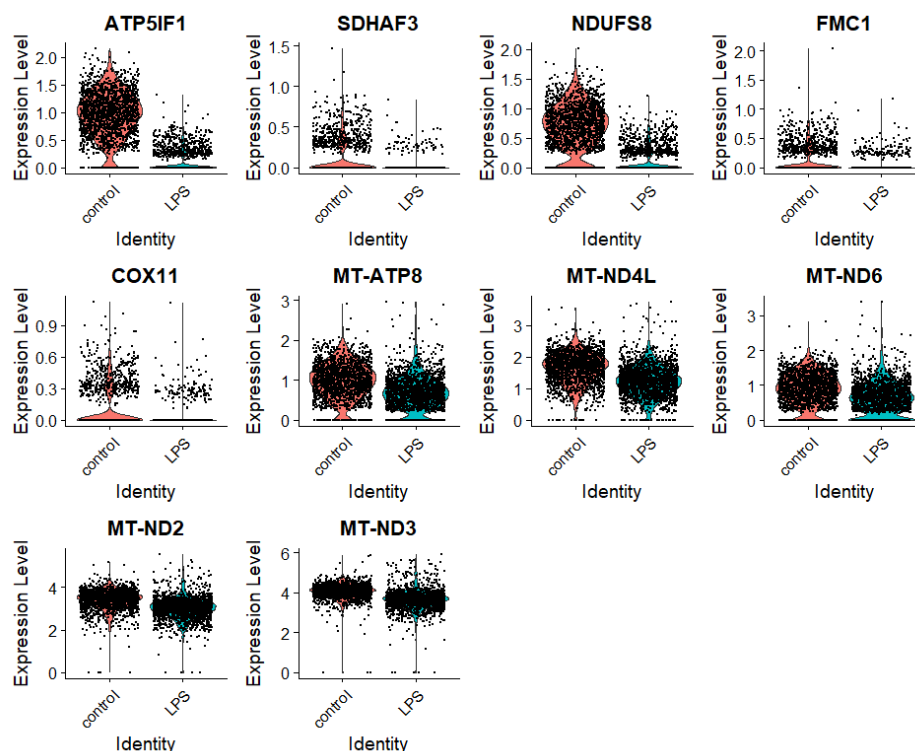 ATP5IF1
SDHAF3
NDUFS8
FMC1
Expression Level
2.0
1.5
1.0
0.5
0.0
control
LPS
Identity
Expression Level
1.5
1.0
0.5
0.0
control
LPS
Identity
Expression Level
2.0
1.5
1.0
0.5
0.0
control
LPS
Identity
Expression Level
2.0
1.5
1.0
0.5
0.0
control
LPS
Identity
COX11
MT-ATP8
MT-ND4L
MT-ND6
Expression Level
0.9
0.6
0.3
0.0
control
LPS
Identity
Expression Level
3
2
1
0
control
LPS
Identity
Expression Level
3
2
1
0
control
LPS
Identity
Expression Level
3
2
1
0
control
LPS
Identity
MT-ND2
MT-ND3
Expression Level
4
2
0
control
LPS
Identity
Expression Level
6
4
2
0
control
LPS
Identity